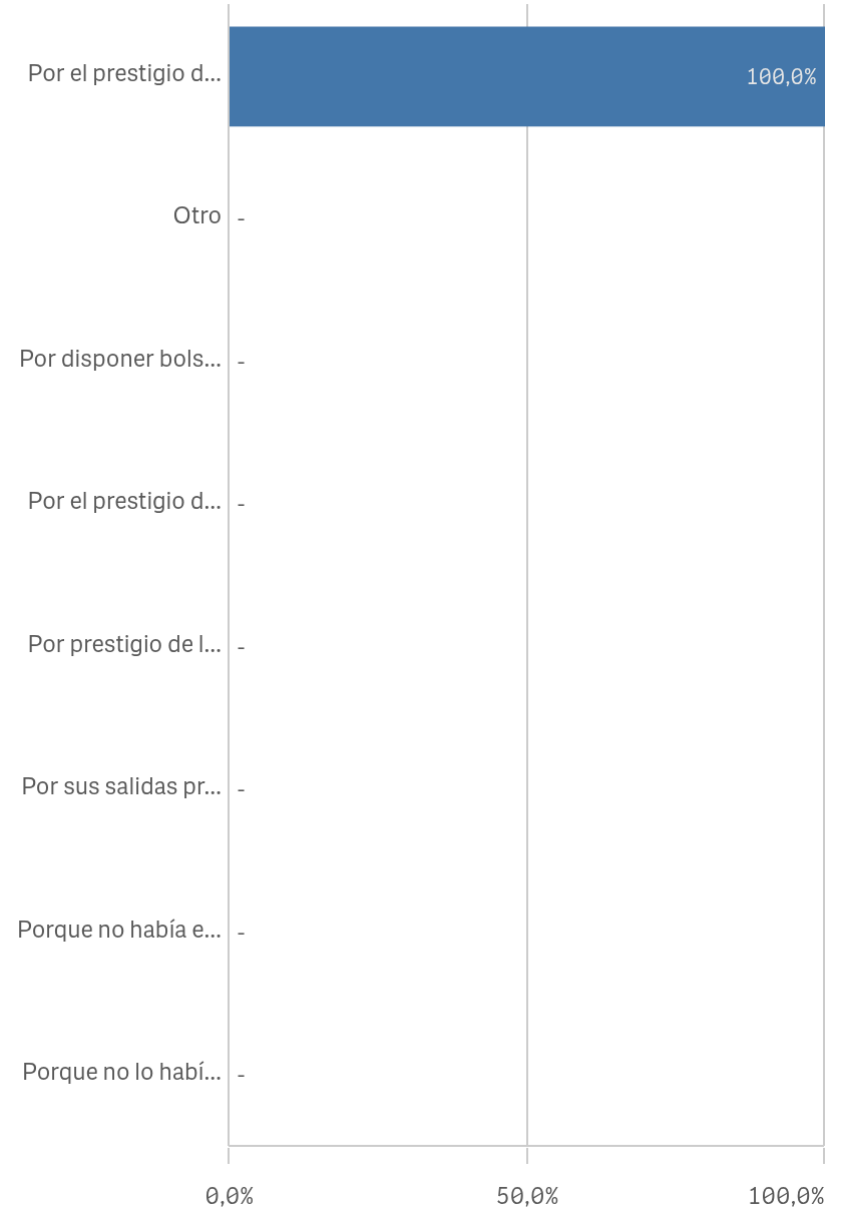 Por el prestigio d...
100,0%
Otro
-
Por disponer bols...
-
Por el prestigio d...
-
Por prestigio de l...
-
Por sus salidas pr...
-
Porque no había e...
-
Porque no lo habí...
-
0,0%
50,0%
100,0%